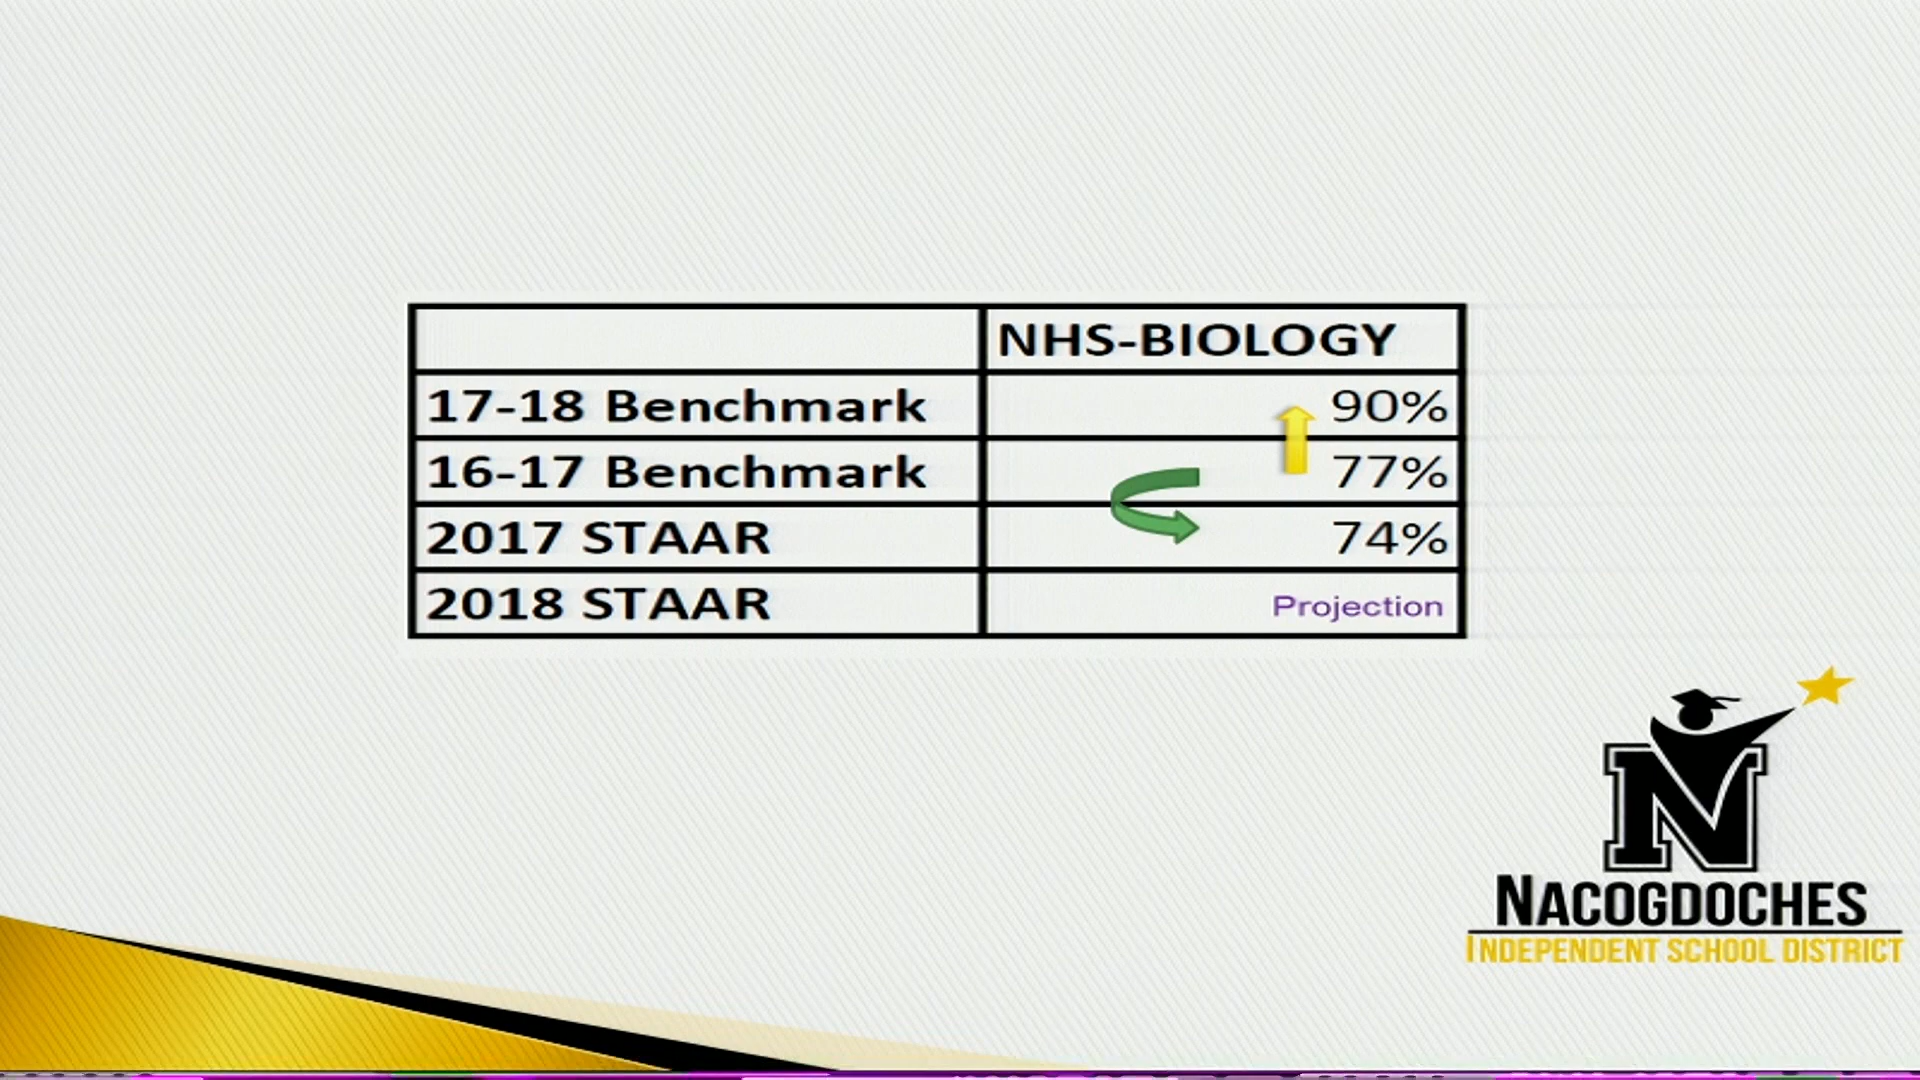 NHS-BIOLOGY
17-18 Benchmark 90%
16-17 Benchmark 77%
2017 STAAR 74%
2018 STAAR Projection
N
NACOGDOCHES
INDEPENDENT SCHOOL DISTRICT